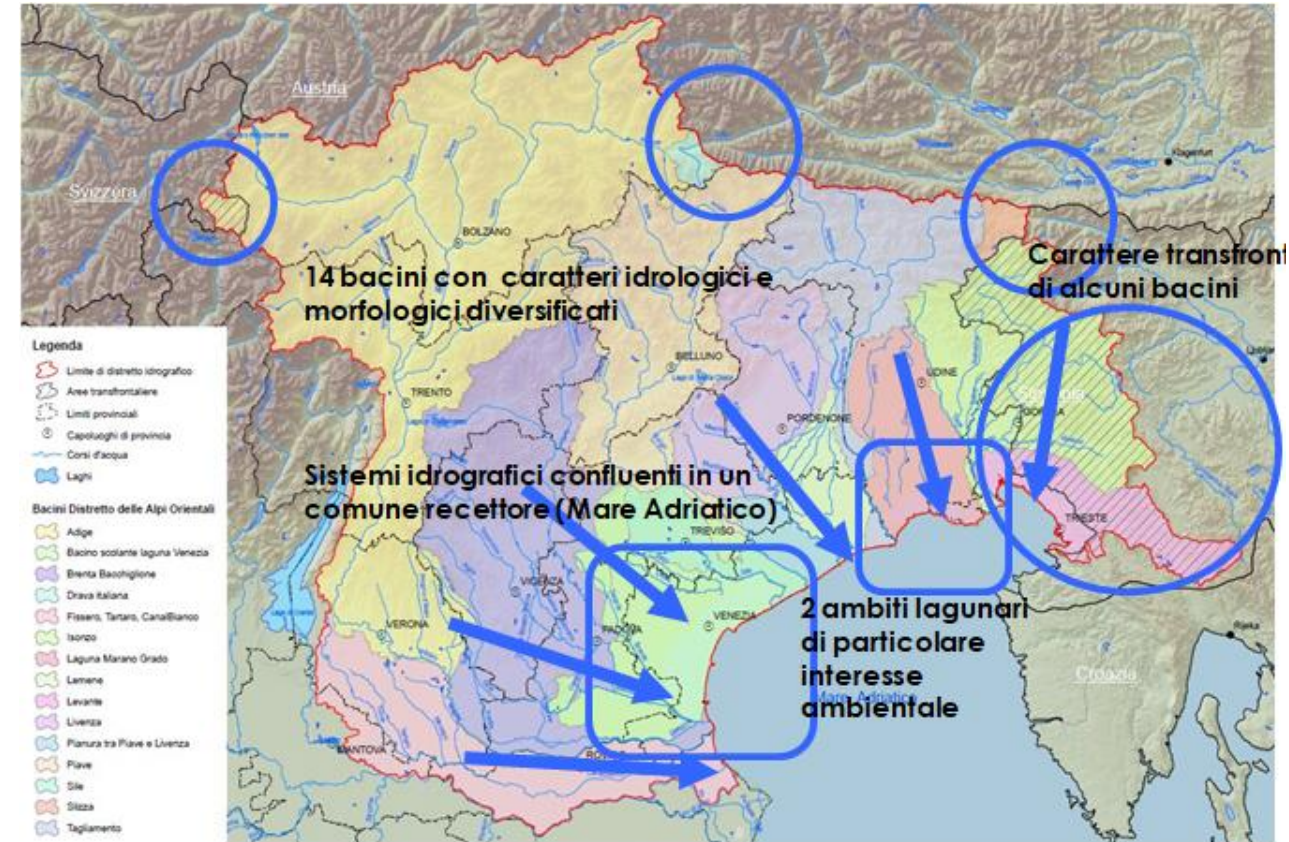 Austria
Svizzera
Klagenfurt
BOLZANO
Carattere transfront
di alcuni bacini
14 bacini con caratteri idrologici e
morfologici diversificati
Legenda
Limite di distretto idrografico
Aree transfrontaliere
Limiti provinciali
Capoluoghi di provincia
Corsi d'acqua
Laghi
BELLUNO
TRENTO
UDINE
PORDENONE
GORIZIA
Sistemi idrografici confluenti in un
comune recettore (Mare Adriatico)
TREVISO
TRIESTE
Bacini Distretto delle Alpi Orientali
Adige
Bacino scolante laguna Venezia
Brenta Bacchiglione
Drava italiana
Fissero, Tartaro, CanalBianco
Isonzo
Laguna Marano Grado
Lemene
Levante
Livenza
Pianura tra Piave e Livenza
Piave
Sile
Slizza
Tagliamento
VICENZA
VERONA
PADOVA
VENEZIA
2 ambiti lagunari
di particolare
interesse
ambientale
Mare Adriatico
Rijeka
Croazia
MANTOVA